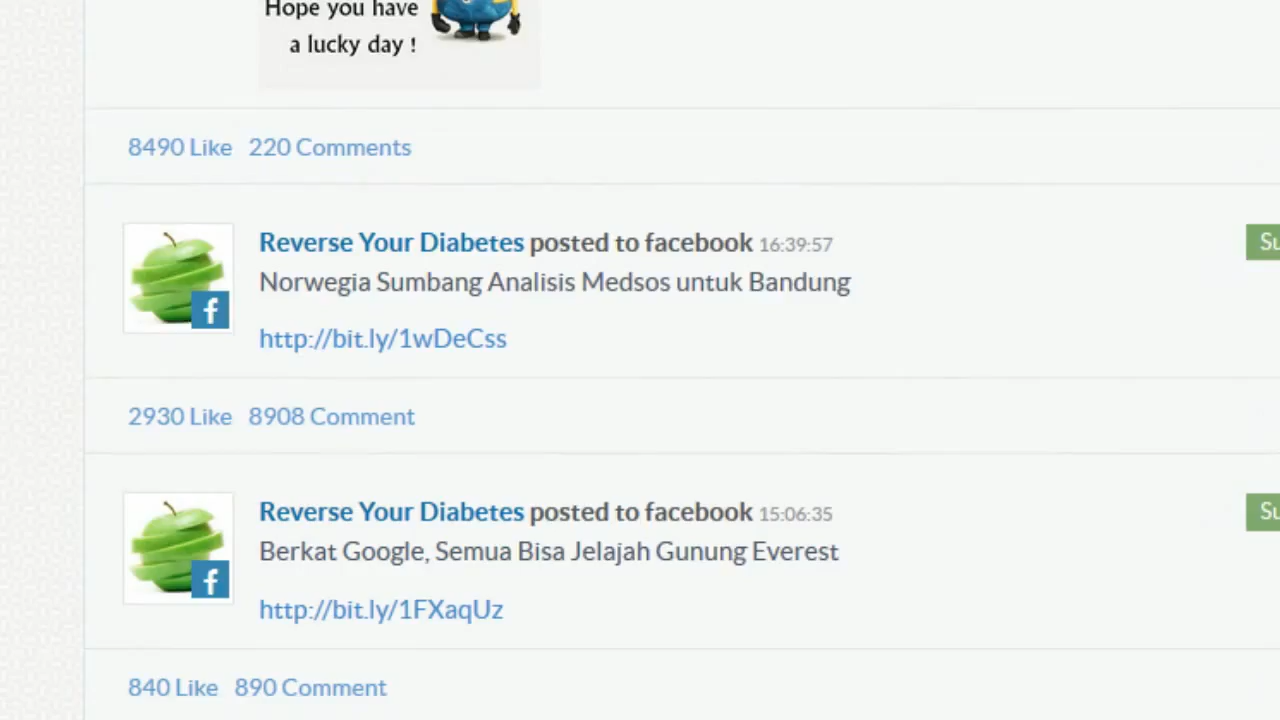 Hope you have
a lucky day !
8490 Like 220 Comments
Reverse Your Diabetes posted to facebook 16:39:57
Norwegia Sumbang Analisis Medsos untuk Bandung
http://bit.ly/1wDeCss
2930 Like 8908 Comment
Reverse Your Diabetes posted to facebook 15:06:35
Berkat Google, Semua Bisa Jelajah Gunung Everest
http://bit.ly/1FXaqUz
840 Like 890 Comment